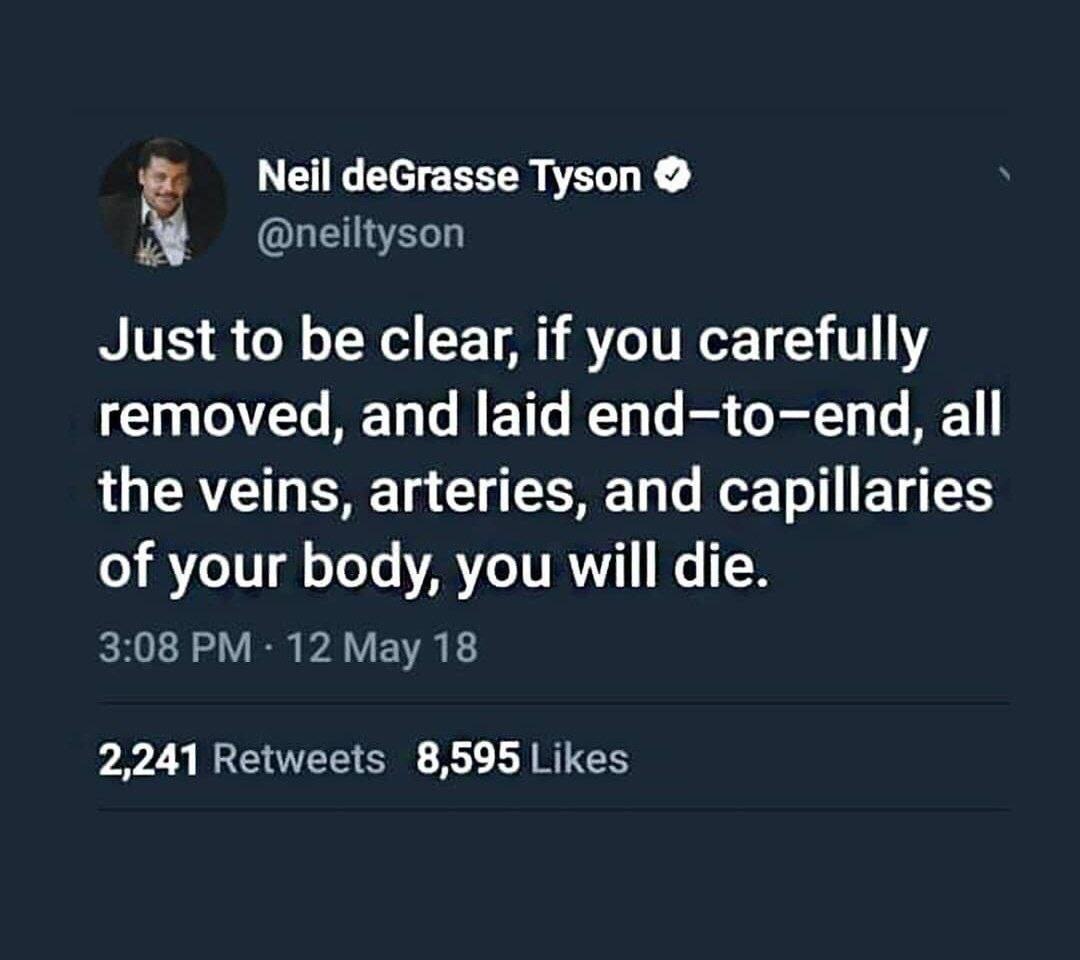 Neil deGrasse Tyson
@neiltyson
Just to be clear, if you carefully
removed, and laid end-to-end, all
the veins, arteries, and capillaries
of your body, you will die.
3:08 PM · 12 May 18
2,241 Retweets 8,595 Likes